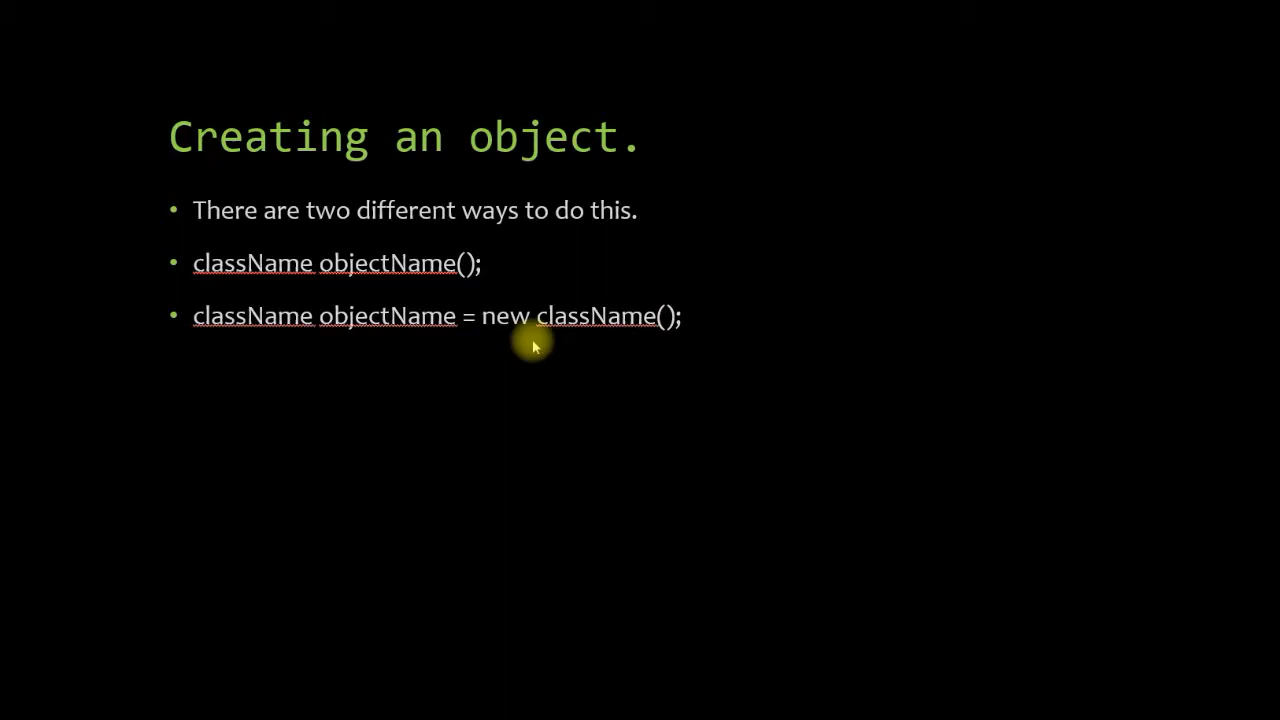 Creating an object.
• There are two different ways to do this.
• className objectName();
• className objectName = new className();